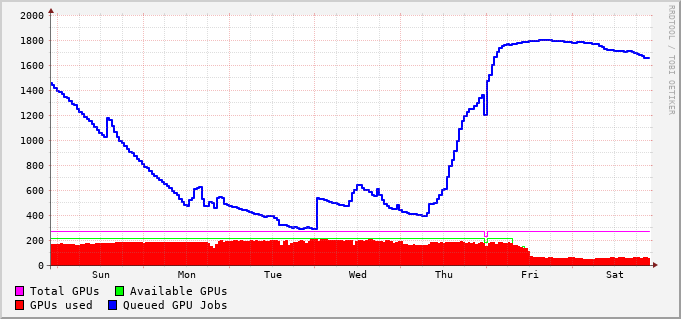 2000
1800
1600
1400
1200
1000
800
600
400
200
0
Sun Mon Tue Wed Thu Fri Sat
Total GPUs Available GPUs
GPUs used Queued GPU Jobs
RRDTOOL / TOBI OETIKER